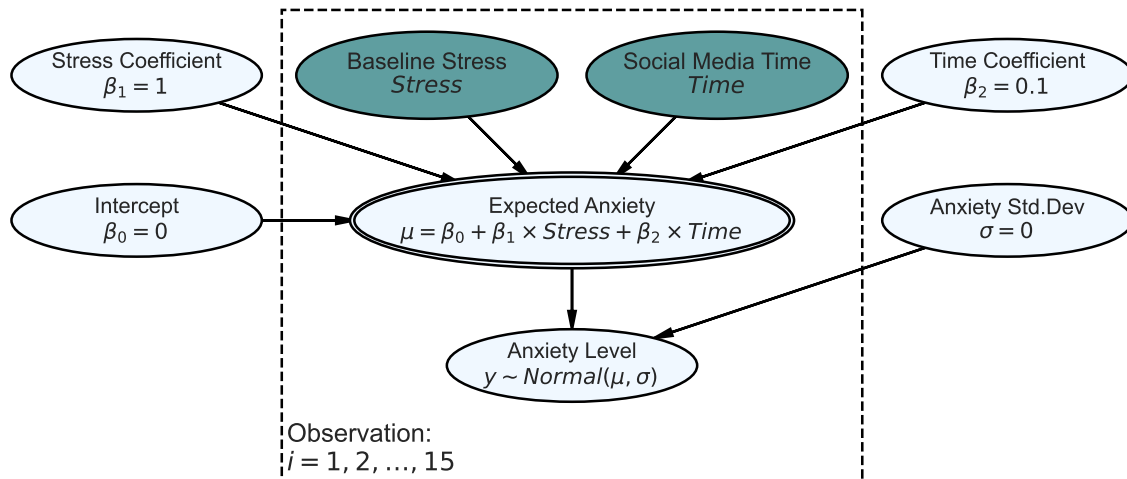 Stress Coefficient
β₁ = 1
Baseline Stress
Stress
Social Media Time
Time
Time Coefficient
β₂ = 0.1
Intercept
β₀ = 0
Expected Anxiety
μ = β₀ + β₁ × Stress + β₂ × Time
Anxiety Std.Dev
σ = 0
Anxiety Level
y ~ Normal(μ, σ)
Observation:
i = 1, 2, …, 15